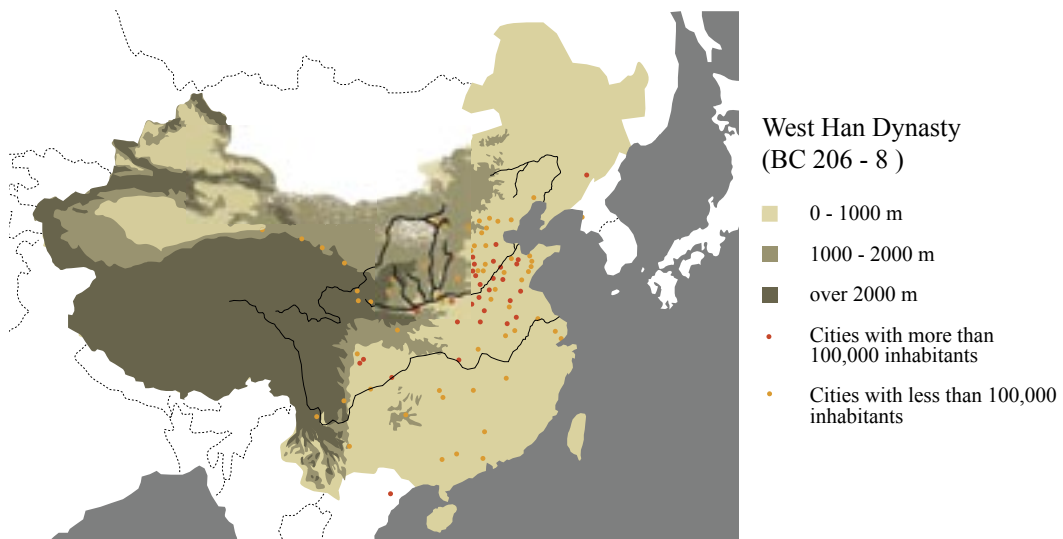 West Han Dynasty
(BC 206 - 8 )
0 - 1000 m
1000 - 2000 m
over 2000 m
Cities with more than
100,000 inhabitants
Cities with less than 100,000
inhabitants